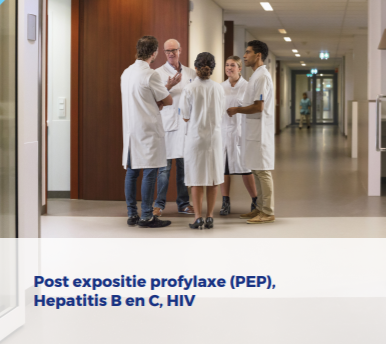 Post expositie profylaxe (PEP),
Hepatitis B en C, HIV